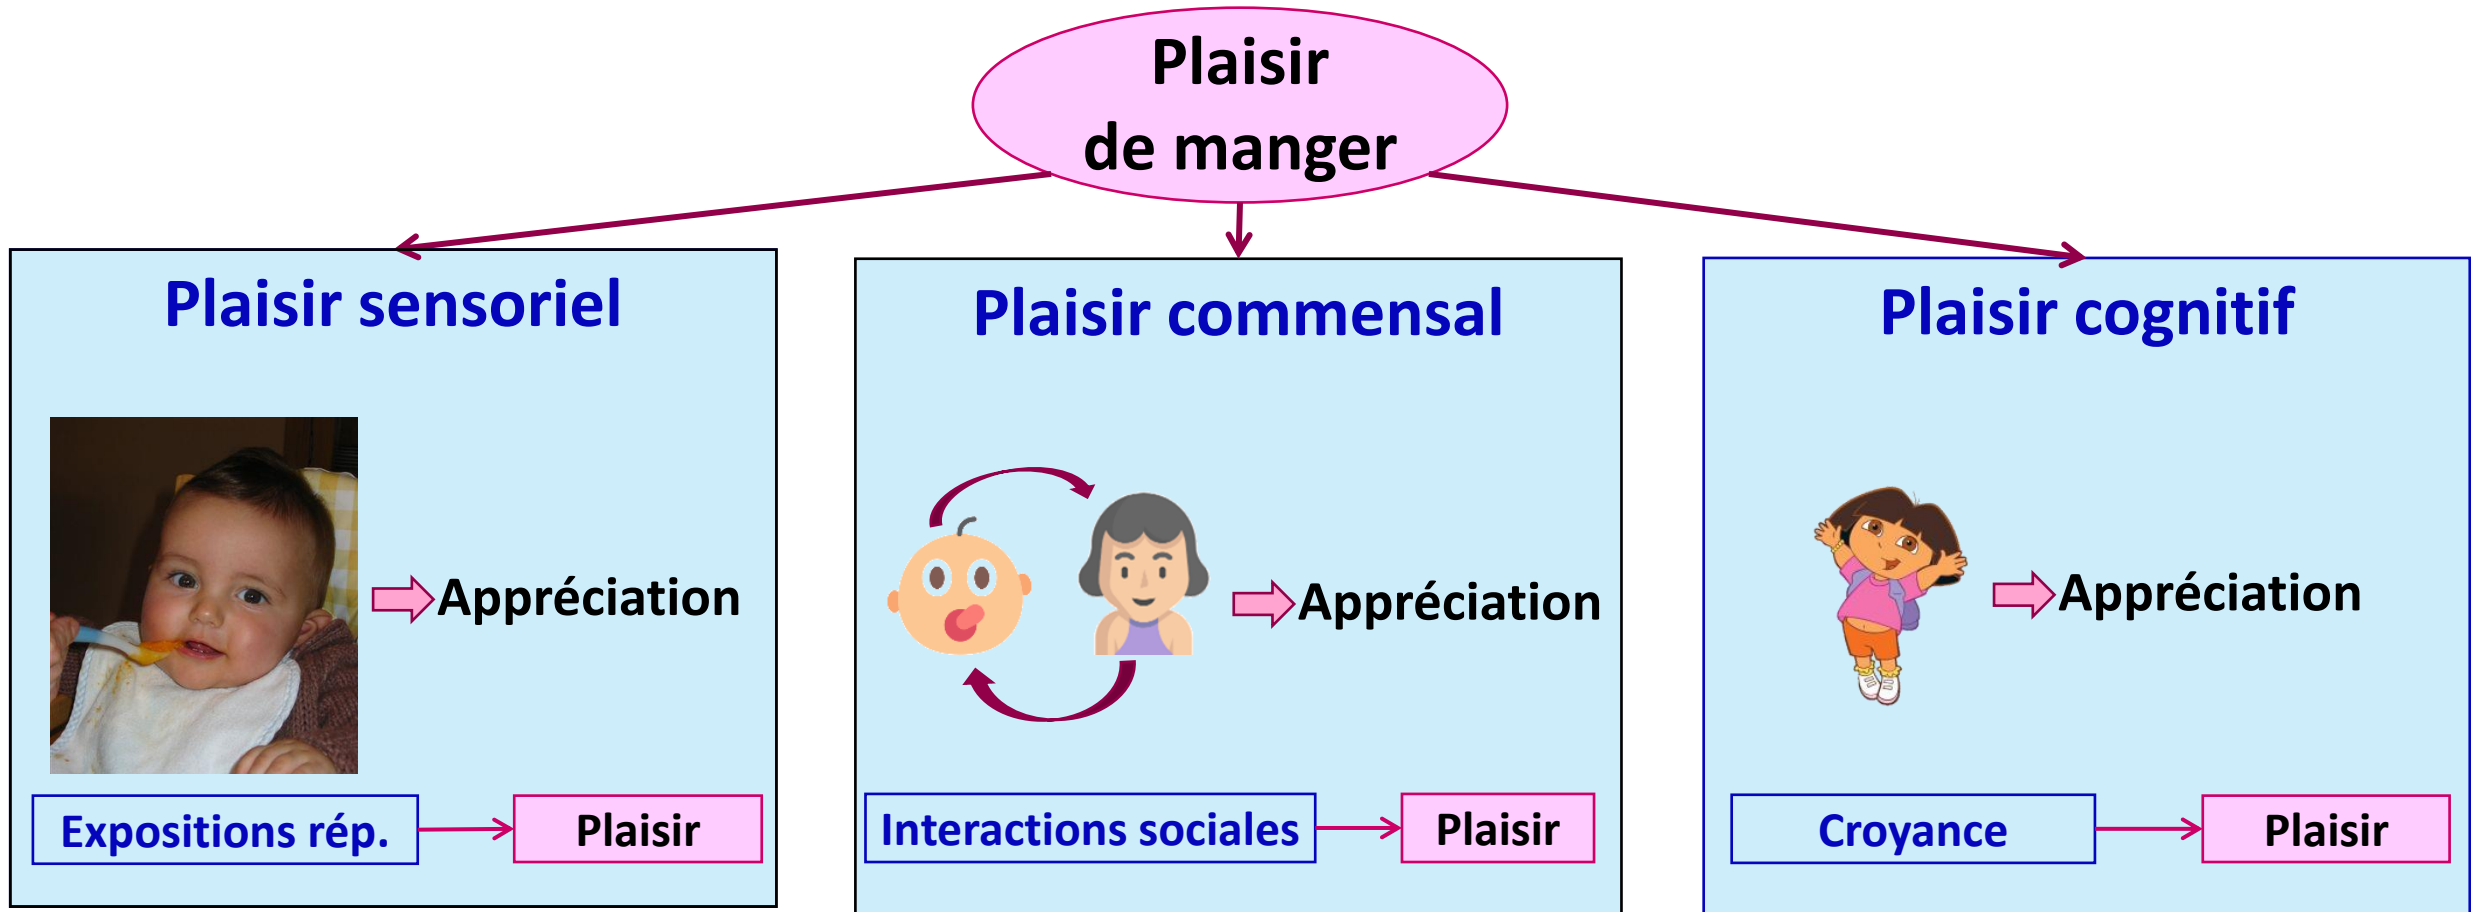 Plaisir
de manger
Plaisir sensoriel
Appréciation
Expositions rép.
Plaisir
Plaisir commensal
Appréciation
Interactions sociales
Plaisir
Plaisir cognitif
Appréciation
Croyance
Plaisir